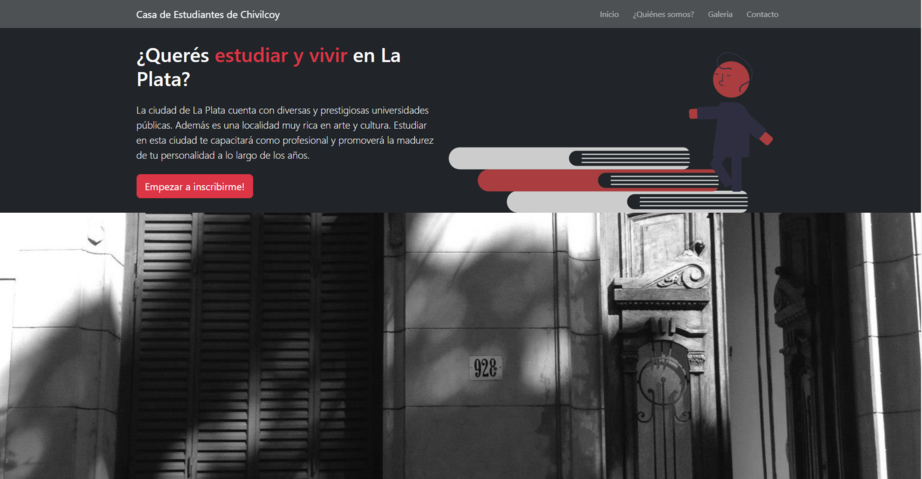 Casa de Estudiantes de Chivilcoy
Inicio ¿Quiénes somos? Galeria Contacto
¿Querés estudiar y vivir en La
Plata?
La ciudad de La Plata cuenta con diversas y prestigiosas universidades
públicas. Además es una localidad muy rica en arte y cultura. Estudiar
en esta ciudad te capacitará como profesional y promoverá la madurez
de tu personalidad a lo largo de los años.
Empezar a inscribirme!
928